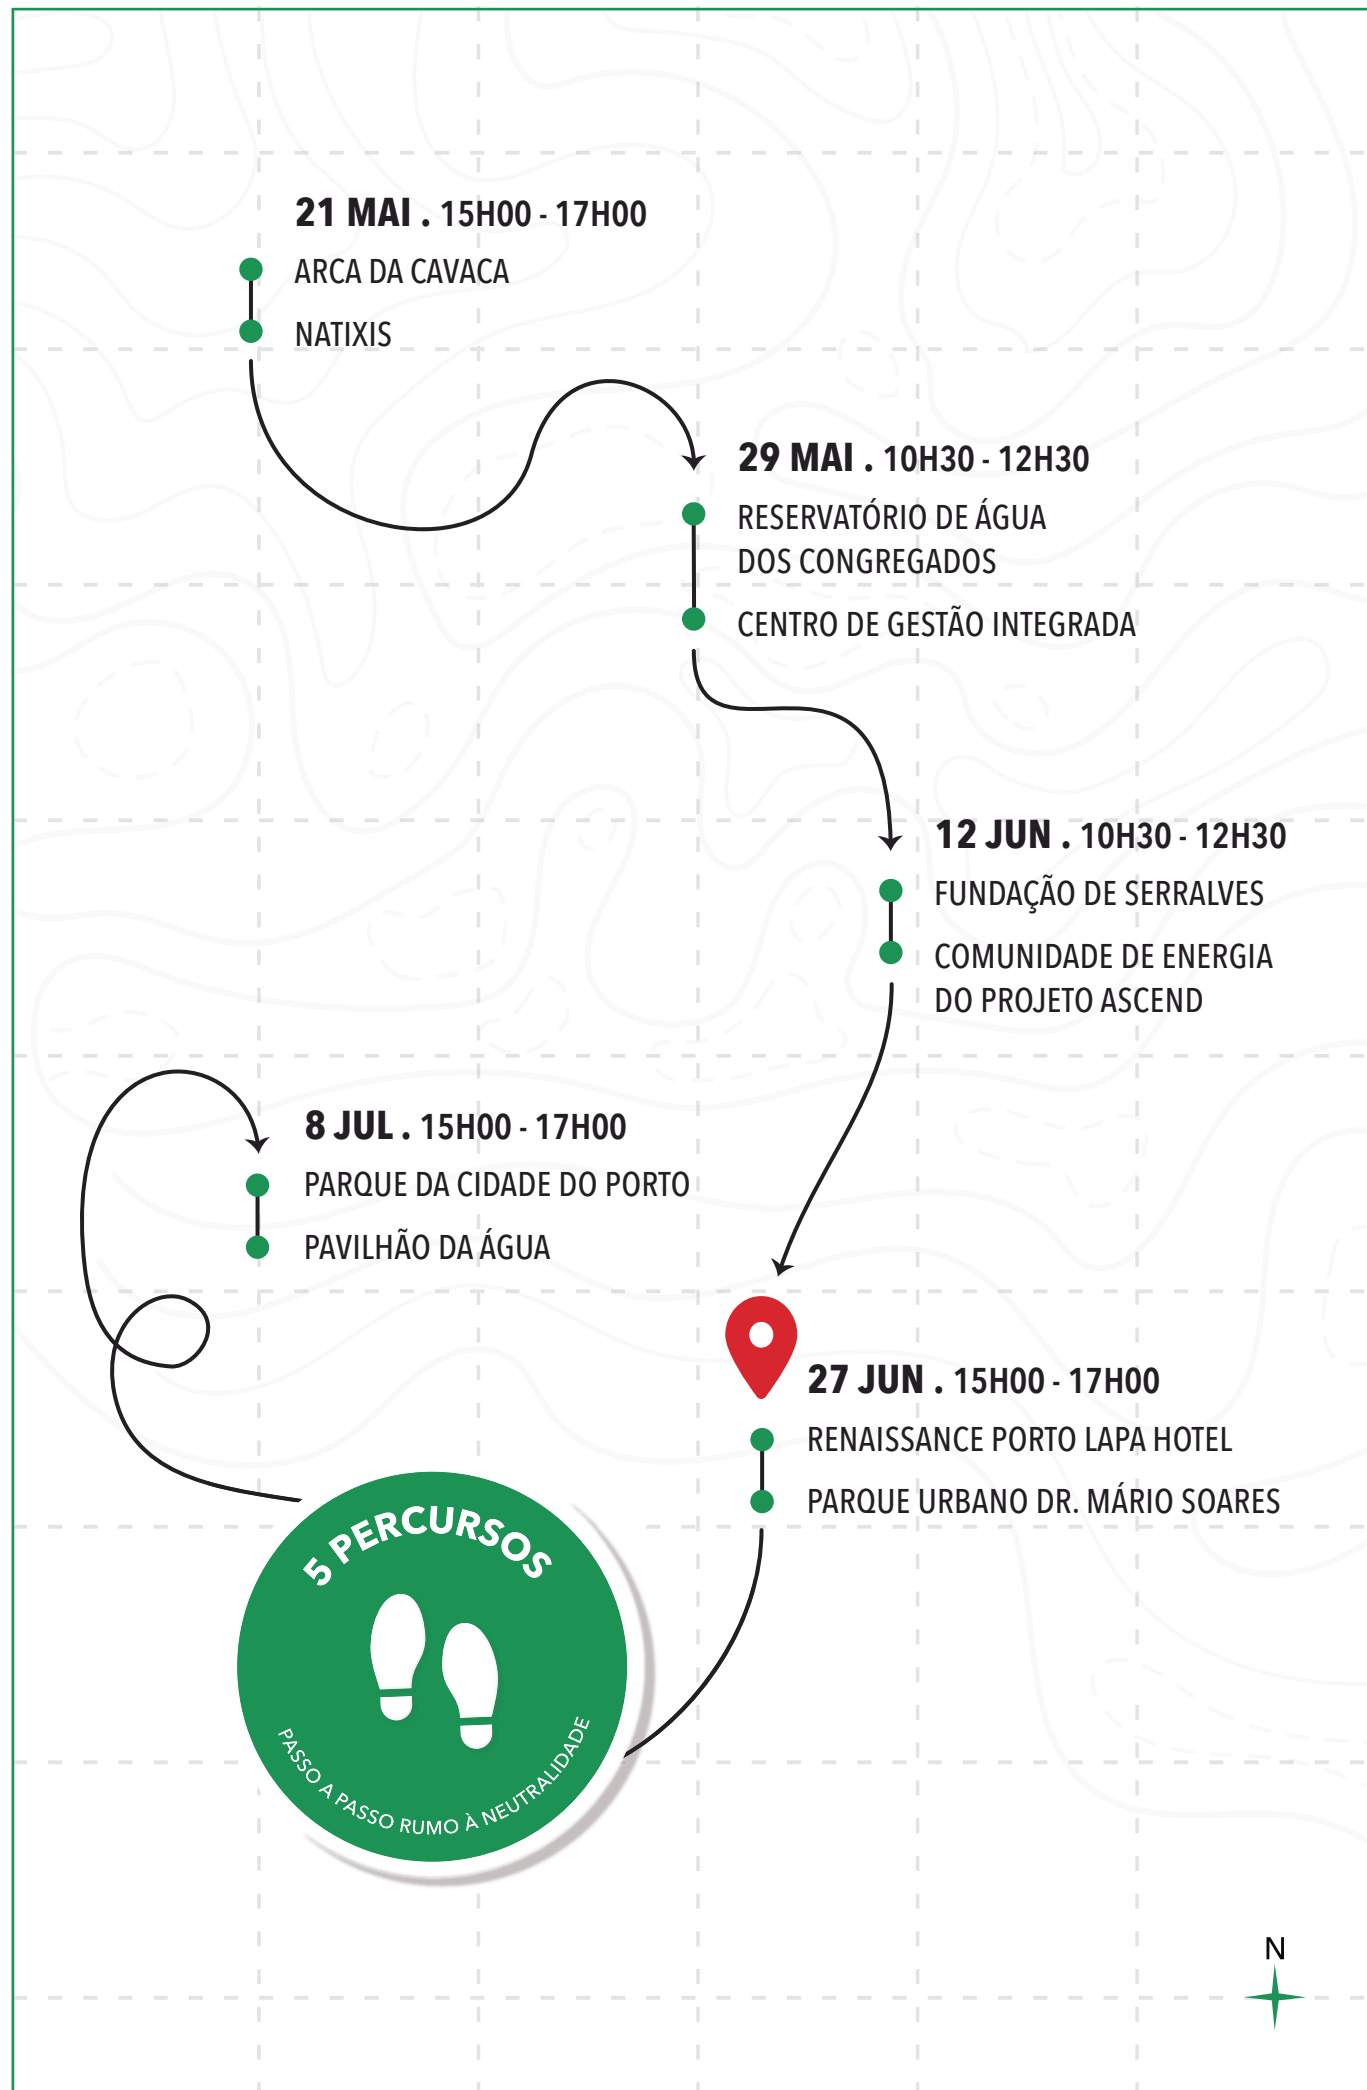 21 MAI . 15H00 - 17H00
ARCA DA CAVACA
NATIXIS
29 MAI . 10H30 - 12H30
RESERVATÓRIO DE ÁGUA
DOS CONGREGADOS
CENTRO DE GESTÃO INTEGRADA
12 JUN . 10H30 - 12H30
FUNDAÇÃO DE SERRALVES
COMUNIDADE DE ENERGIA
DO PROJETO ASCEND
27 JUN . 15H00 - 17H00
RENAISSANCE PORTO LAPA HOTEL
PARQUE URBANO DR. MÁRIO SOARES
8 JUL . 15H00 - 17H00
PARQUE DA CIDADE DO PORTO
PAVILHÃO DA ÁGUA
5 PERCURSOS
PASSO A PASSO RUMO À NEUTRALIDADE
N